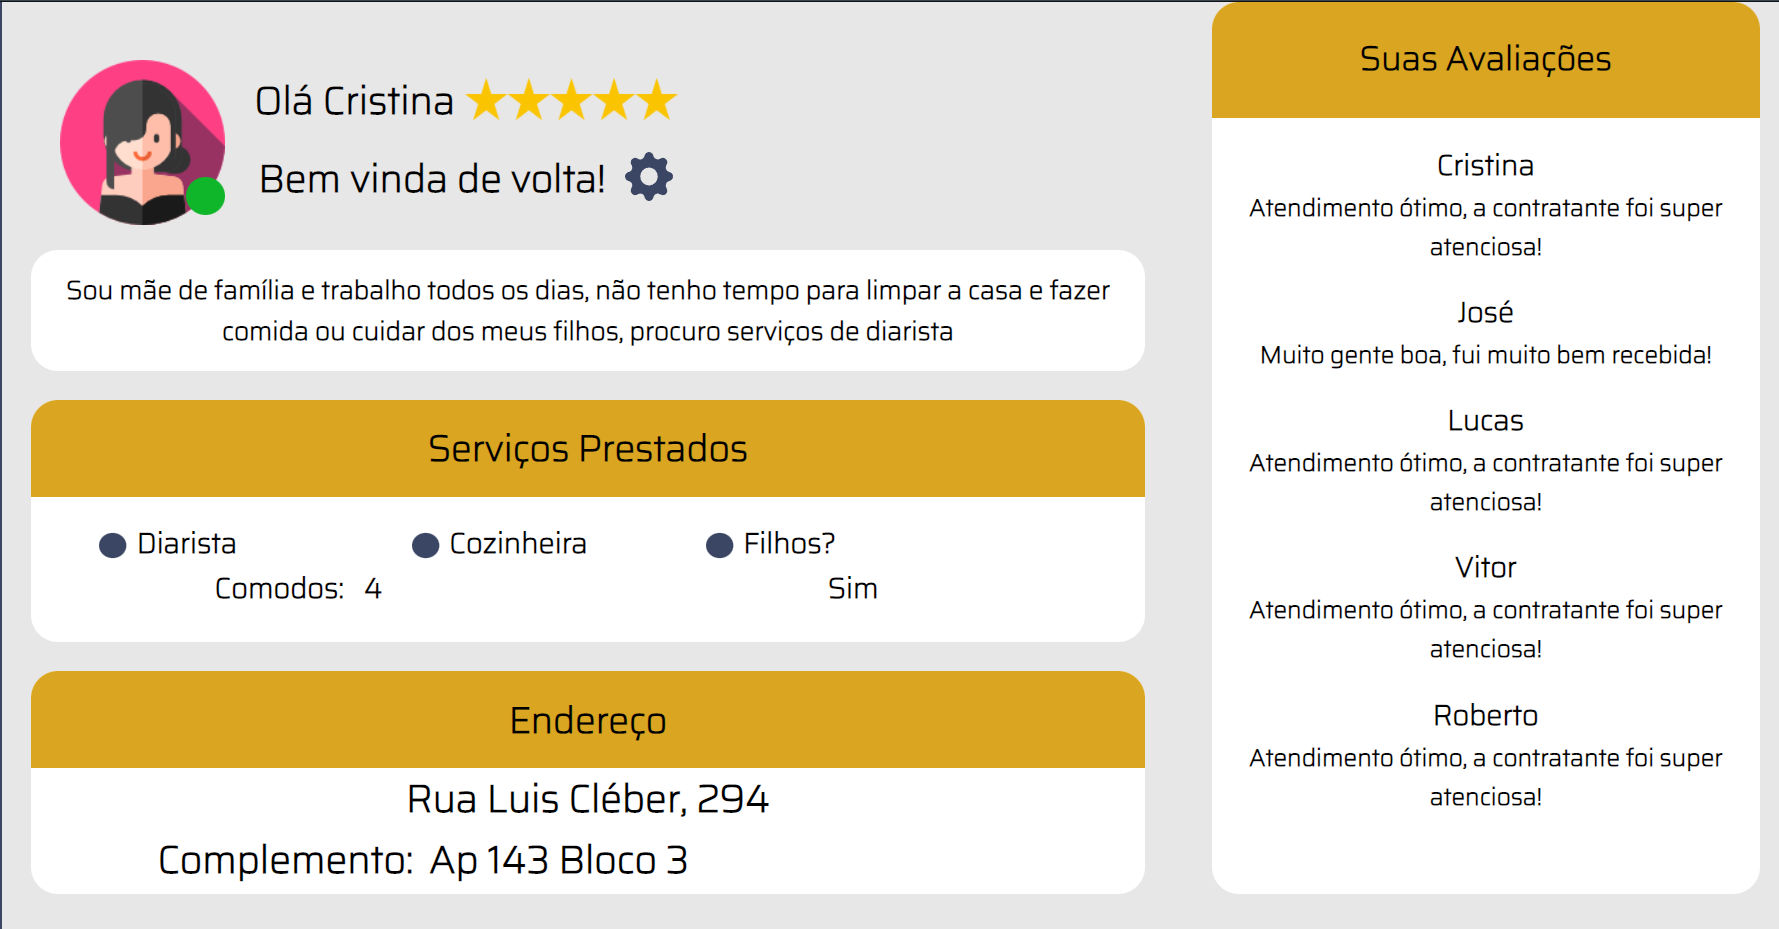 Olá Cristina
Bem vinda de volta!
Sou mãe de família e trabalho todos os dias, não tenho tempo para limpar a casa e fazer
comida ou cuidar dos meus filhos, procuro serviços de diarista
Serviços Prestados
Diarista
Comodos: 4
Cozinheira
Filhos?
Sim
Endereço
Rua Luis Cléber, 294
Complemento: Ap 143 Bloco 3
Suas Avaliações
Cristina
Atendimento ótimo, a contratante foi super
atenciosa!
José
Muito gente boa, fui muito bem recebida!
Lucas
Atendimento ótimo, a contratante foi super
atenciosa!
Vitor
Atendimento ótimo, a contratante foi super
atenciosa!
Roberto
Atendimento ótimo, a contratante foi super
atenciosa!